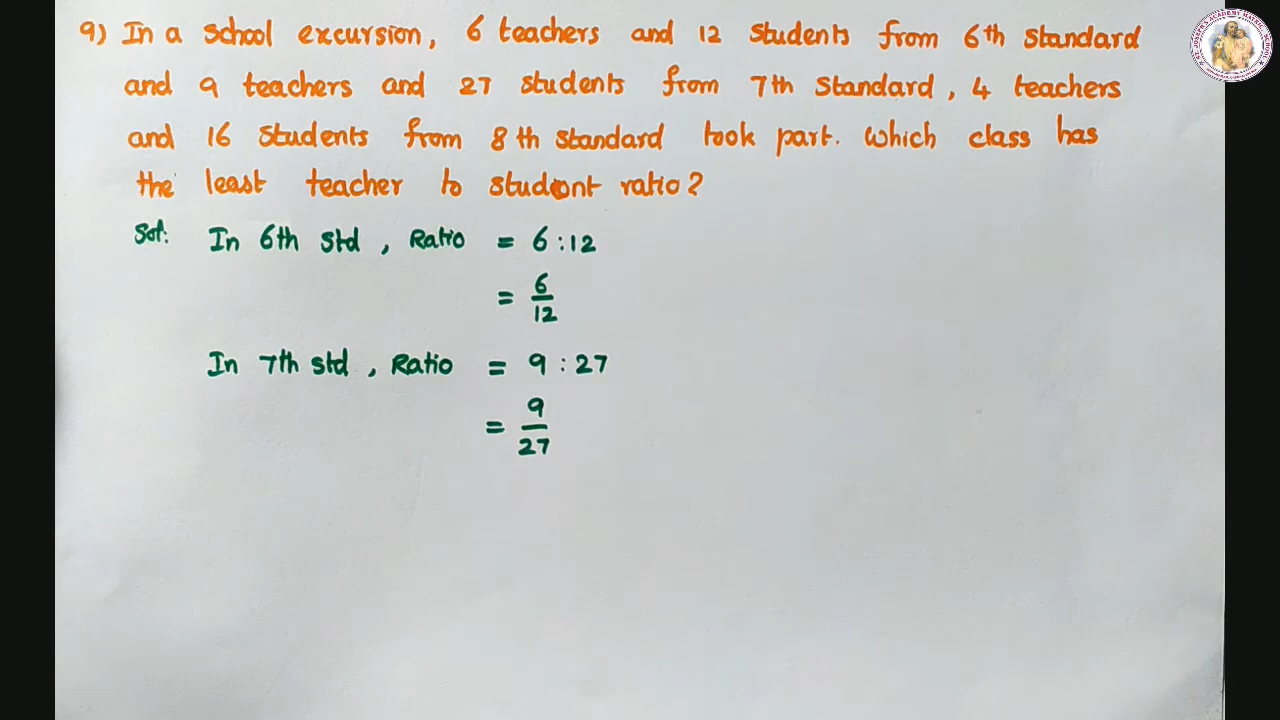 9) In a school excursion, 6 teachers and 12 students from 6th standard
and 9 teachers and 27 students from 7th standard, 4 teachers
and 16 students from 8th standard took part. Which class has
the least teacher to student ratio?
Sol: In 6th std, Ratio = 6:12
= 6/12
In 7th std, Ratio = 9:27
= 9/27